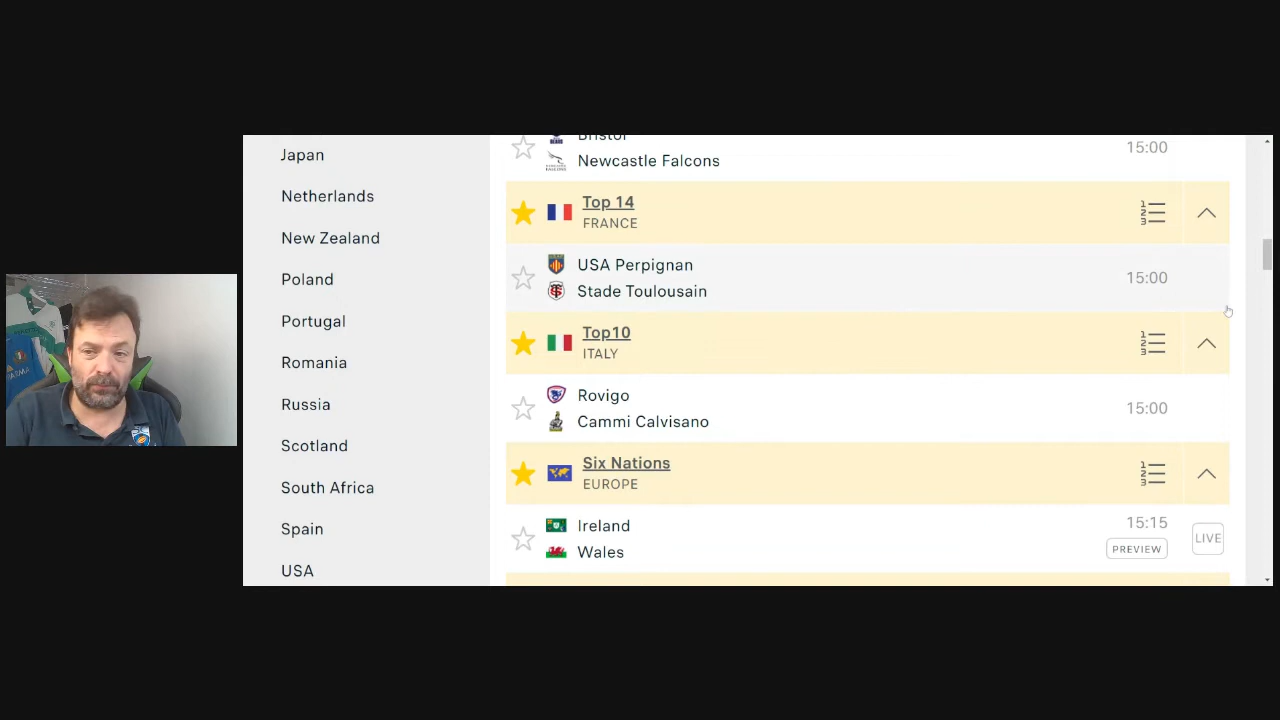 Japan
Netherlands
New Zealand
Poland
Portugal
Romania
Russia
Scotland
South Africa
Spain
USA
Bristol
Newcastle Falcons
15:00
Top 14
FRANCE
USA Perpignan
Stade Toulousain
15:00
Top10
ITALY
Rovigo
Cammi Calvisano
15:00
Six Nations
EUROPE
Ireland
Wales
15:15
PREVIEW
LIVE